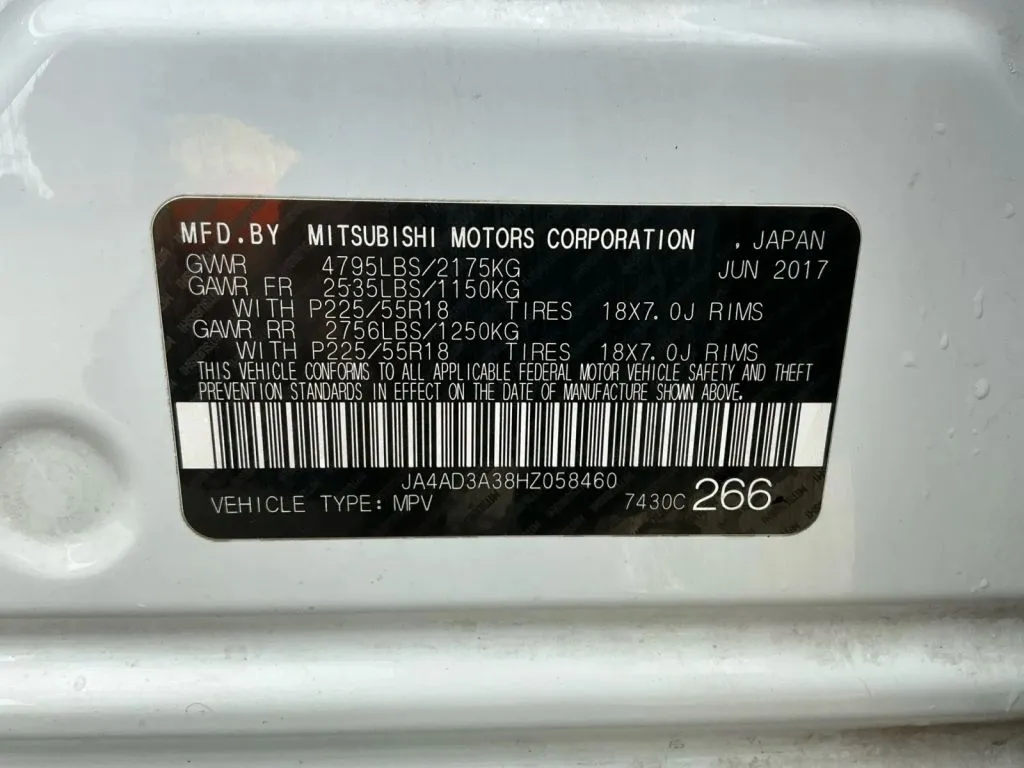 MFD.BY MITSUBISHI MOTORS CORPORATION , JAPAN
GVWR 4795LBS/2175KG JUN 2017
GAWR FR 2535LBS/1150KG
WITH P225/55R18 TIRES 18X7.0J RIMS
GAWR RR 2756LBS/1250KG
WITH P225/55R18 TIRES 18X7.0J RIMS
THIS VEHICLE CONFORMS TO ALL APPLICABLE FEDERAL MOTOR VEHICLE SAFETY AND THEFT
PREVENTION STANDARDS IN EFFECT ON THE DATE OF MANUFACTURE SHOWN ABOVE.
JA4AD3A38HZ058460
VEHICLE TYPE: MPV 7430C 266